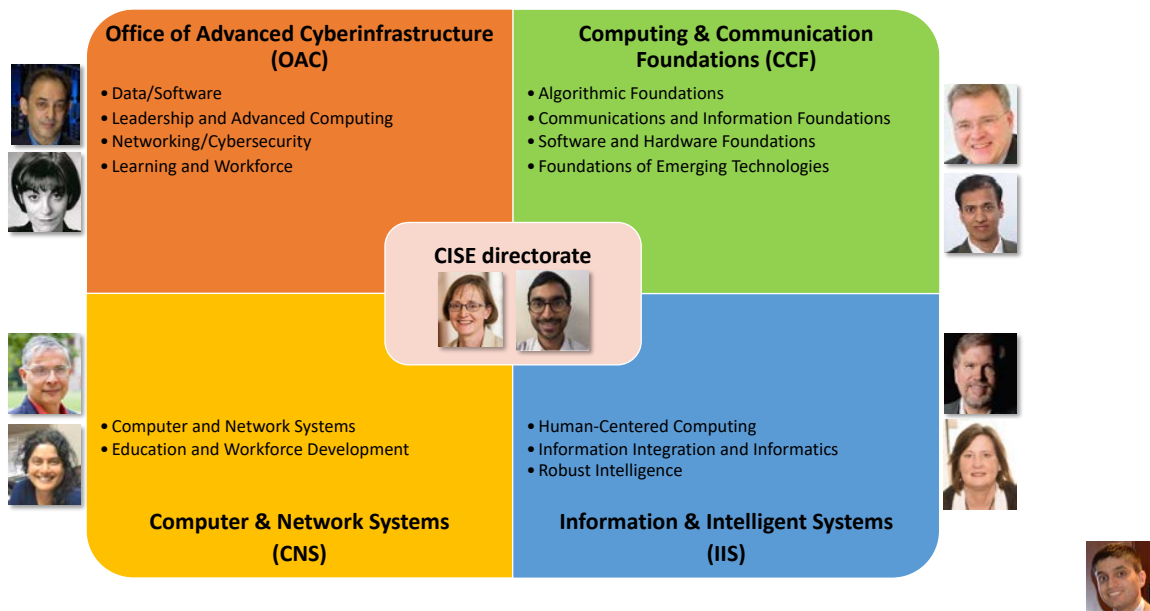 Office of Advanced Cyberinfrastructure
(OAC)
• Data/Software
• Leadership and Advanced Computing
• Networking/Cybersecurity
• Learning and Workforce
Computing & Communication
Foundations (CCF)
• Algorithmic Foundations
• Communications and Information Foundations
• Software and Hardware Foundations
• Foundations of Emerging Technologies
CISE directorate
• Computer and Network Systems
• Education and Workforce Development
Computer & Network Systems
(CNS)
• Human-Centered Computing
• Information Integration and Informatics
• Robust Intelligence
Information & Intelligent Systems
(IIS)